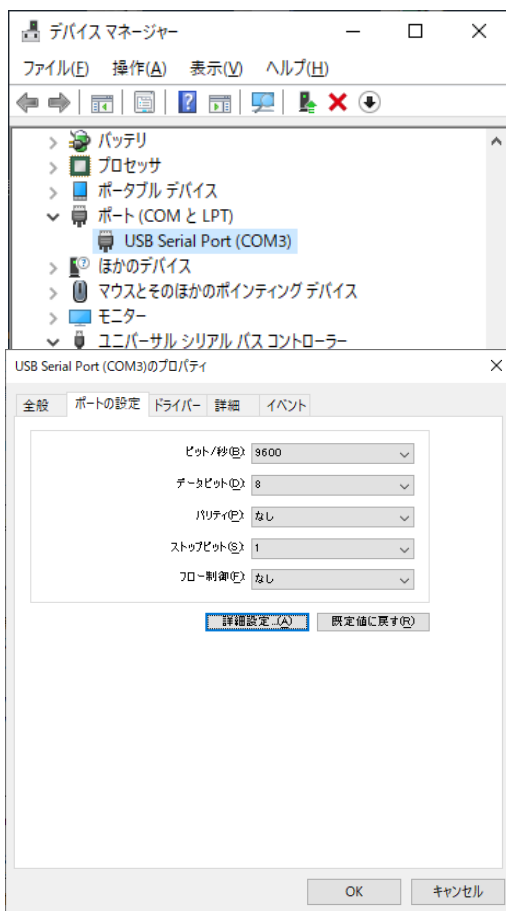 デバイス マネージャー
ファイル(F) 操作(A) 表示(V) ヘルプ(H)
バッテリ
プロセッサ
ポータブル デバイス
ポート (COM と LPT)
USB Serial Port (COM3)
ほかのデバイス
マウスとそのほかのポインティング デバイス
モニター
ユニバーサル シリアル バス コントローラー
USB Serial Port (COM3)のプロパティ
全般 ポートの設定 ドライバー 詳細 イベント
ビット/秒(B): 9600
データ ビット(D): 8
パリティ(P): なし
ストップ ビット(S): 1
フロー制御(F): なし
詳細設定...(A) 既定値に戻す(R)
OK キャンセル